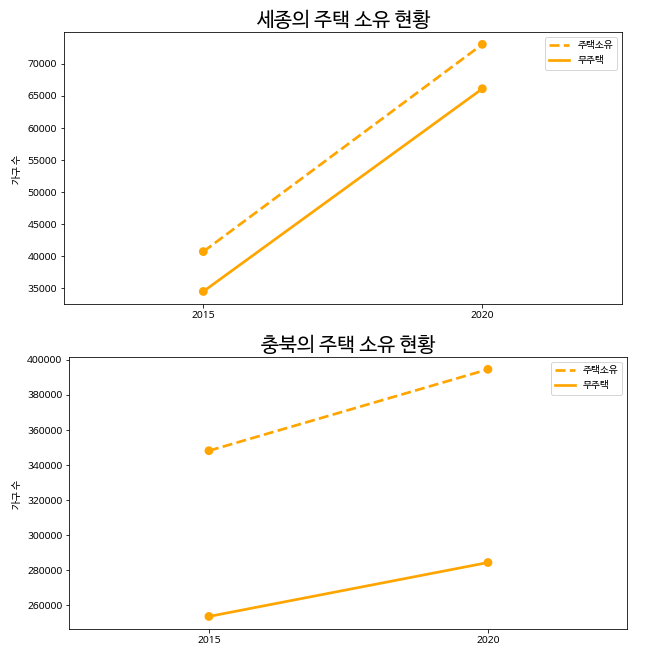 세종의 주택 소유 현황
주택소유
무주택
70000
65000
60000
55000
50000
45000
40000
35000
가구 수
2015 2020
충북의 주택 소유 현황
주택소유
무주택
400000
380000
360000
340000
320000
300000
280000
260000
가구 수
2015 2020